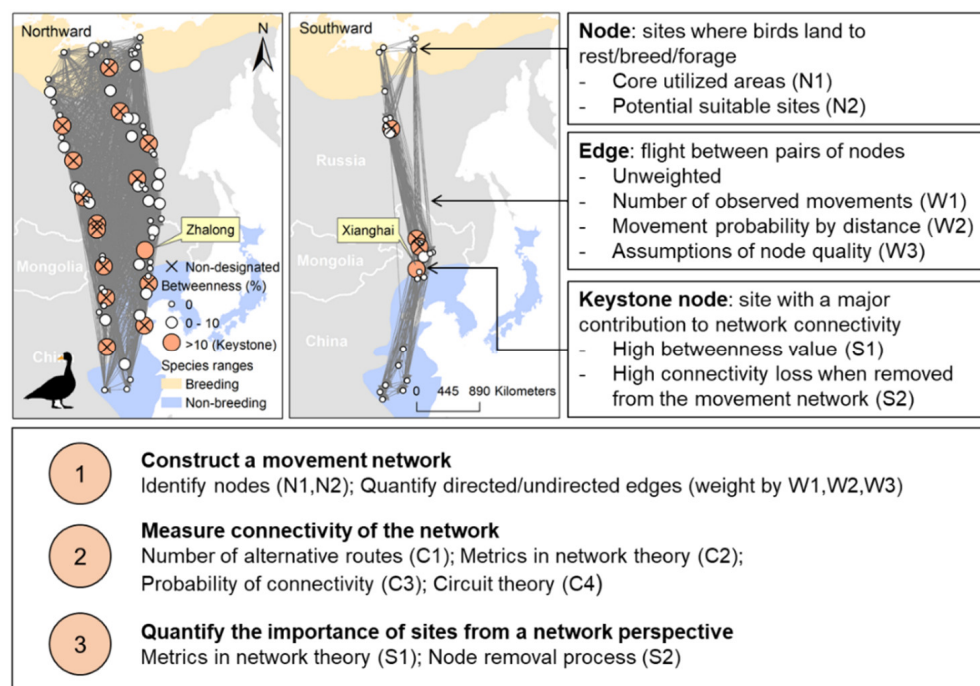 Northward
N
Russia
Mongolia
China
Zhalong
Non-designated
Betweenness (%)
0
0 - 10
>10 (Keystone)
Species ranges
Breeding
Non-breeding
Southward
Russia
Xianghai
Mongolia
China
0 445 890 Kilometers
Node: sites where birds land to
rest/breed/forage
- Core utilized areas (N1)
- Potential suitable sites (N2)
Edge: flight between pairs of nodes
- Unweighted
- Number of observed movements (W1)
- Movement probability by distance (W2)
- Assumptions of node quality (W3)
Keystone node: site with a major
contribution to network connectivity
- High betweenness value (S1)
- High connectivity loss when removed
from the movement network (S2)
1
Construct a movement network
Identify nodes (N1,N2); Quantify directed/undirected edges (weight by W1,W2,W3)
2
Measure connectivity of the network
Number of alternative routes (C1); Metrics in network theory (C2);
Probability of connectivity (C3); Circuit theory (C4)
3
Quantify the importance of sites from a network perspective
Metrics in network theory (S1); Node removal process (S2)